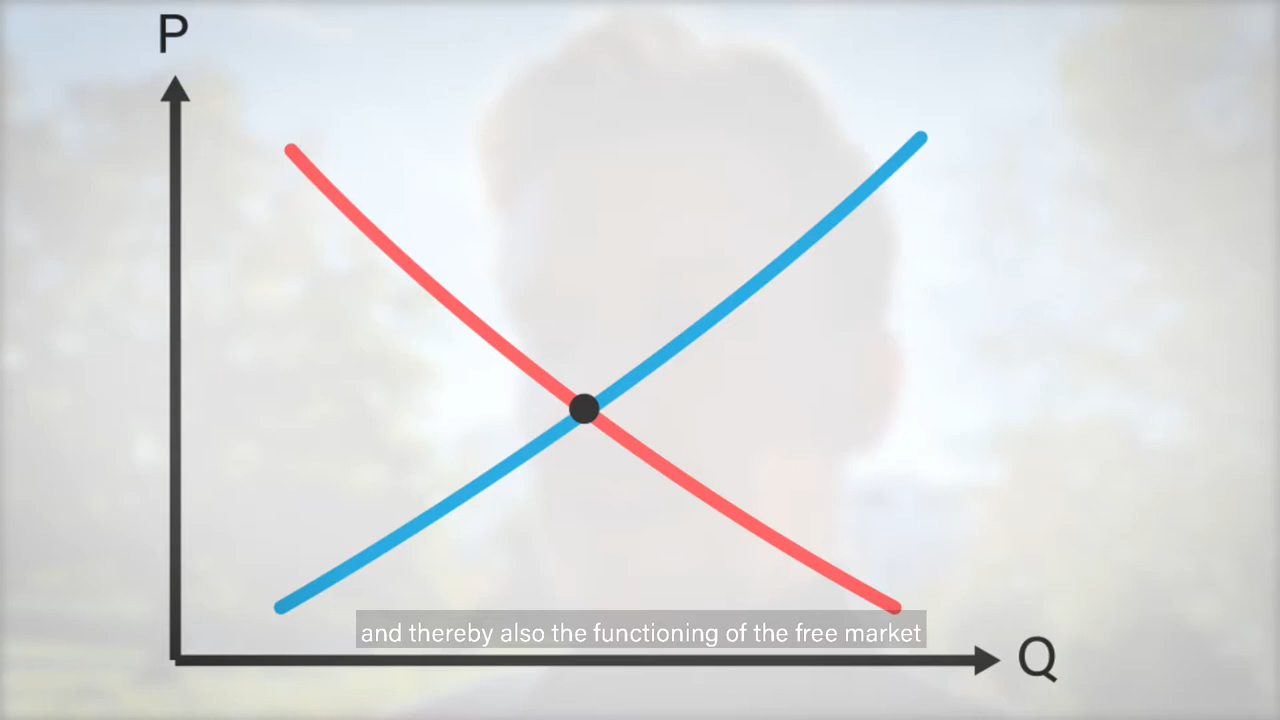 P
and thereby also the functioning of the free market
Q